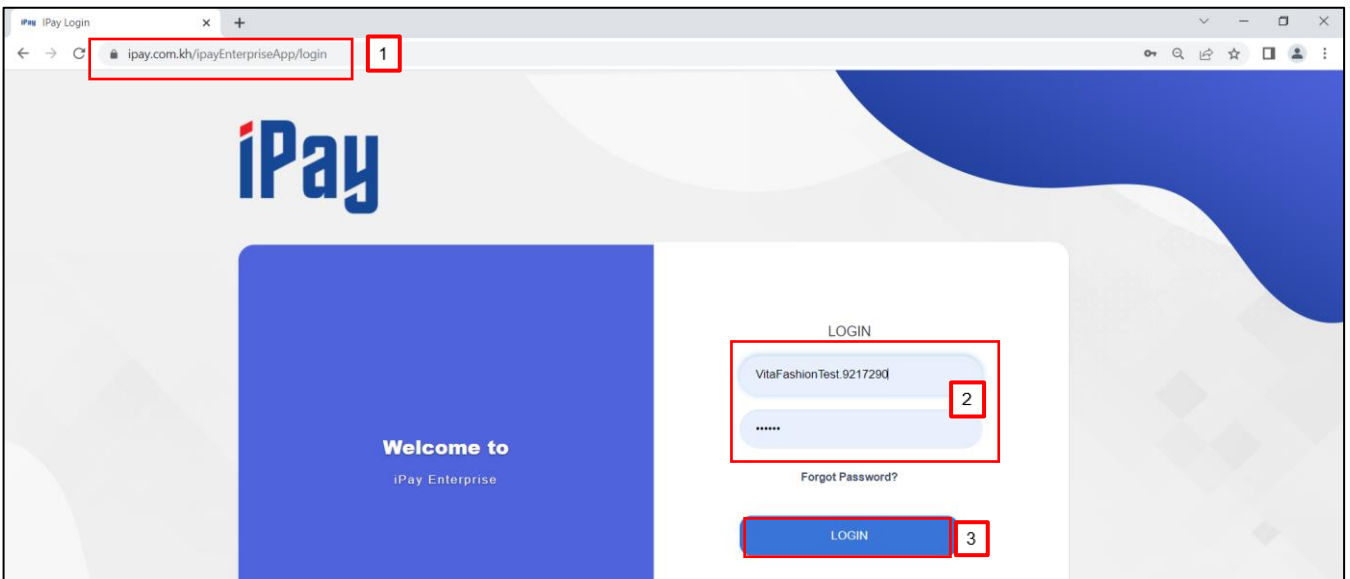 iPay IPay Login
ipay.com.kh/ipayEnterpriseApp/login
1
iPay
LOGIN
VitaFashionTest.9217290
2
••••••
Welcome to
iPay Enterprise
Forgot Password?
LOGIN
3